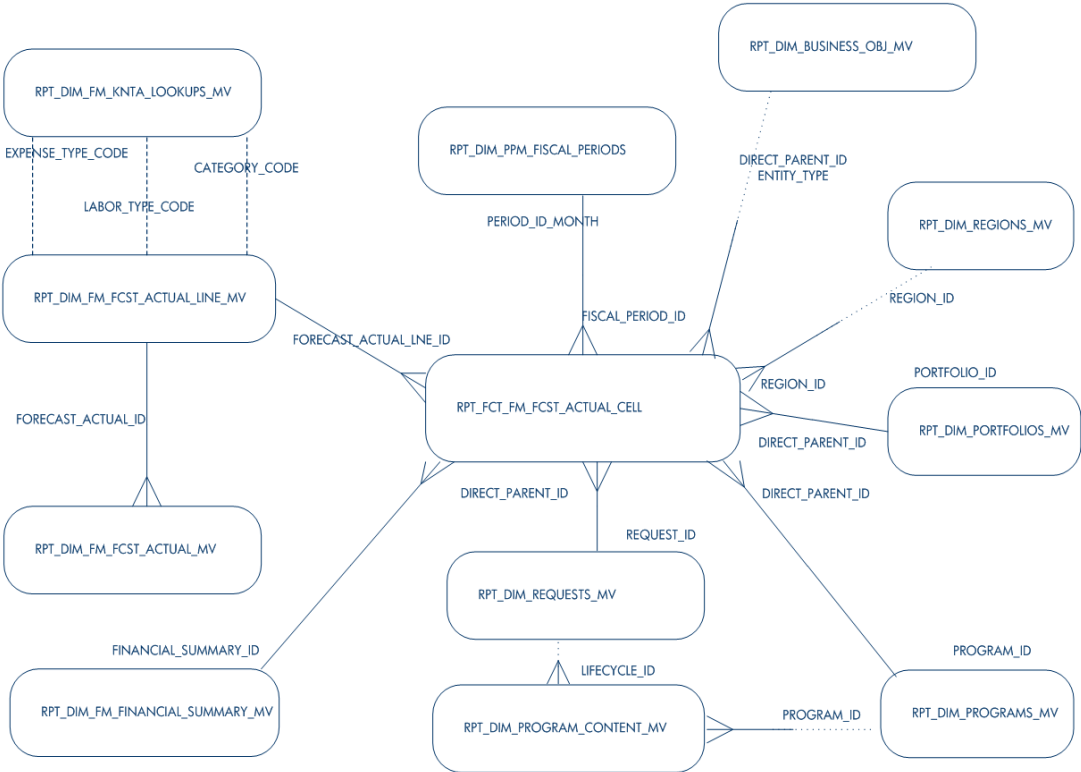 RPT_DIM_BUSINESS_OBJ_MV
RPT_DIM_FM_KNTA_LOOKUPS_MV
RPT_DIM_PPM_FISCAL_PERIODS
EXPENSE_TYPE_CODE
CATEGORY_CODE
DIRECT_PARENT_ID
ENTITY_TYPE
LABOR_TYPE_CODE
PERIOD_ID_MONTH
RPT_DIM_REGIONS_MV
RPT_DIM_FM_FCST_ACTUAL_LINE_MV
REGION_ID
FISCAL_PERIOD_ID
FORECAST_ACTUAL_LNE_ID
PORTFOLIO_ID
REGION_ID
RPT_FCT_FM_FCST_ACTUAL_CELL
FORECAST_ACTUAL_ID
RPT_DIM_PORTFOLIOS_MV
DIRECT_PARENT_ID
DIRECT_PARENT_ID
DIRECT_PARENT_ID
REQUEST_ID
RPT_DIM_FM_FCST_ACTUAL_MV
RPT_DIM_REQUESTS_MV
FINANCIAL_SUMMARY_ID
PROGRAM_ID
LIFECYCLE_ID
RPT_DIM_FM_FINANCIAL_SUMMARY_MV
RPT_DIM_PROGRAM_CONTENT_MV
PROGRAM_ID
RPT_DIM_PROGRAMS_MV